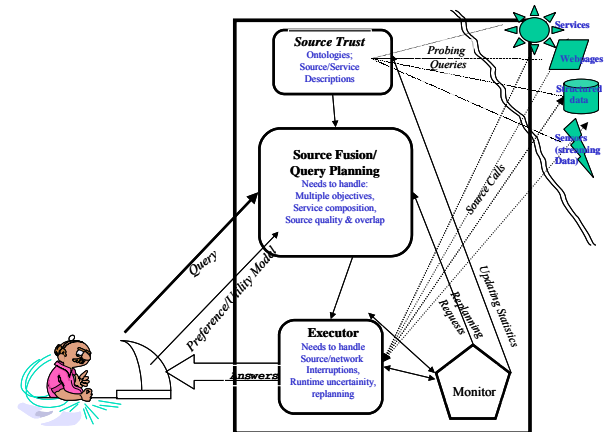 Source Trust
Ontologies;
Source/Service
Descriptions
Probing
Queries
Services
Webpages
Structured
data
Sensors
(streaming
Data)
Source Fusion/
Query Planning
Needs to handle:
Multiple objectives,
Service composition,
Source quality & overlap
Source Calls
Query
Preference/Utility Model
Updating Statistics
Replanning
Requests
Executor
Needs to handle
Source/network
Interruptions,
Runtime uncertainity,
replanning
Answers
Monitor